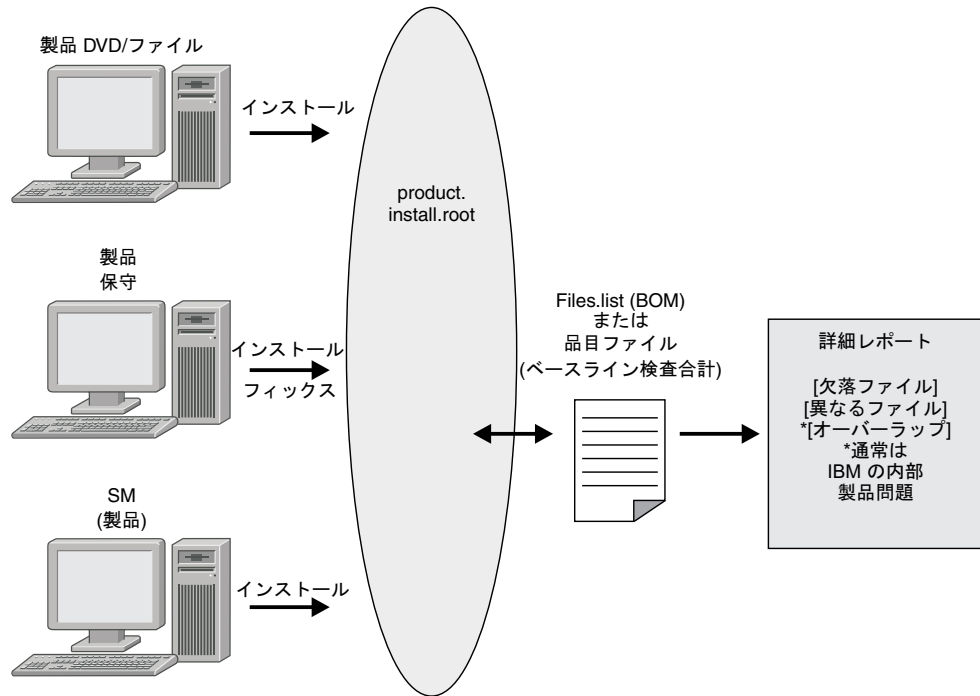 製品 DVD/ファイル
インストール
product.
install.root
製品
保守
インストール
フィックス
SM
(製品)
インストール
Files.list (BOM)
または
品目ファイル
(ベースライン検査合計)
詳細レポート
[欠落ファイル]
[異なるファイル]
*[オーバーラップ]
*通常は
IBM の内部
製品問題